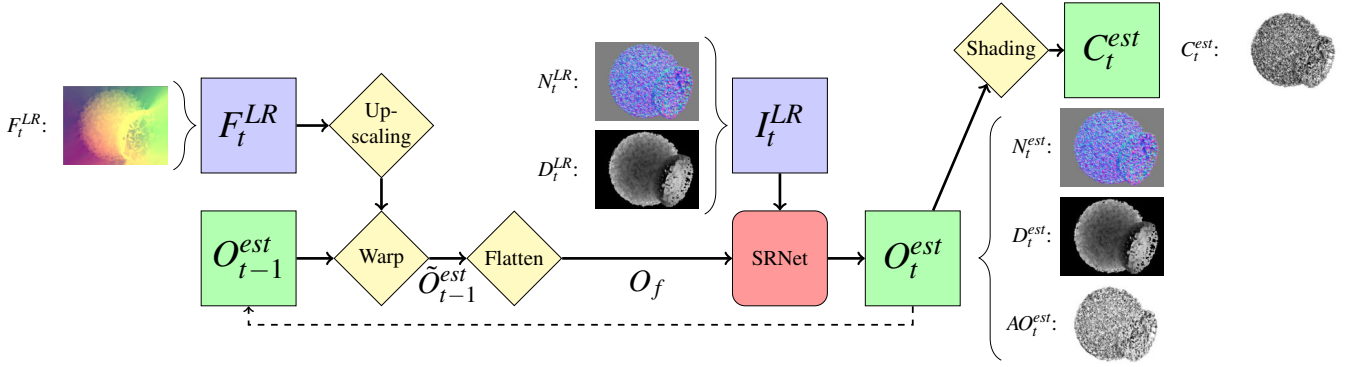 F_t^{LR}:
F_t^{LR}
Up-
scaling
O_{t−1}^{est}
Warp
Õ_{t−1}^{est}
Flatten
O_f
N_t^{LR}:
D_t^{LR}:
I_t^{LR}
SRNet
O_t^{est}
Shading
C_t^{est}
C_t^{est}:
N_t^{est}:
D_t^{est}:
AO_t^{est}: